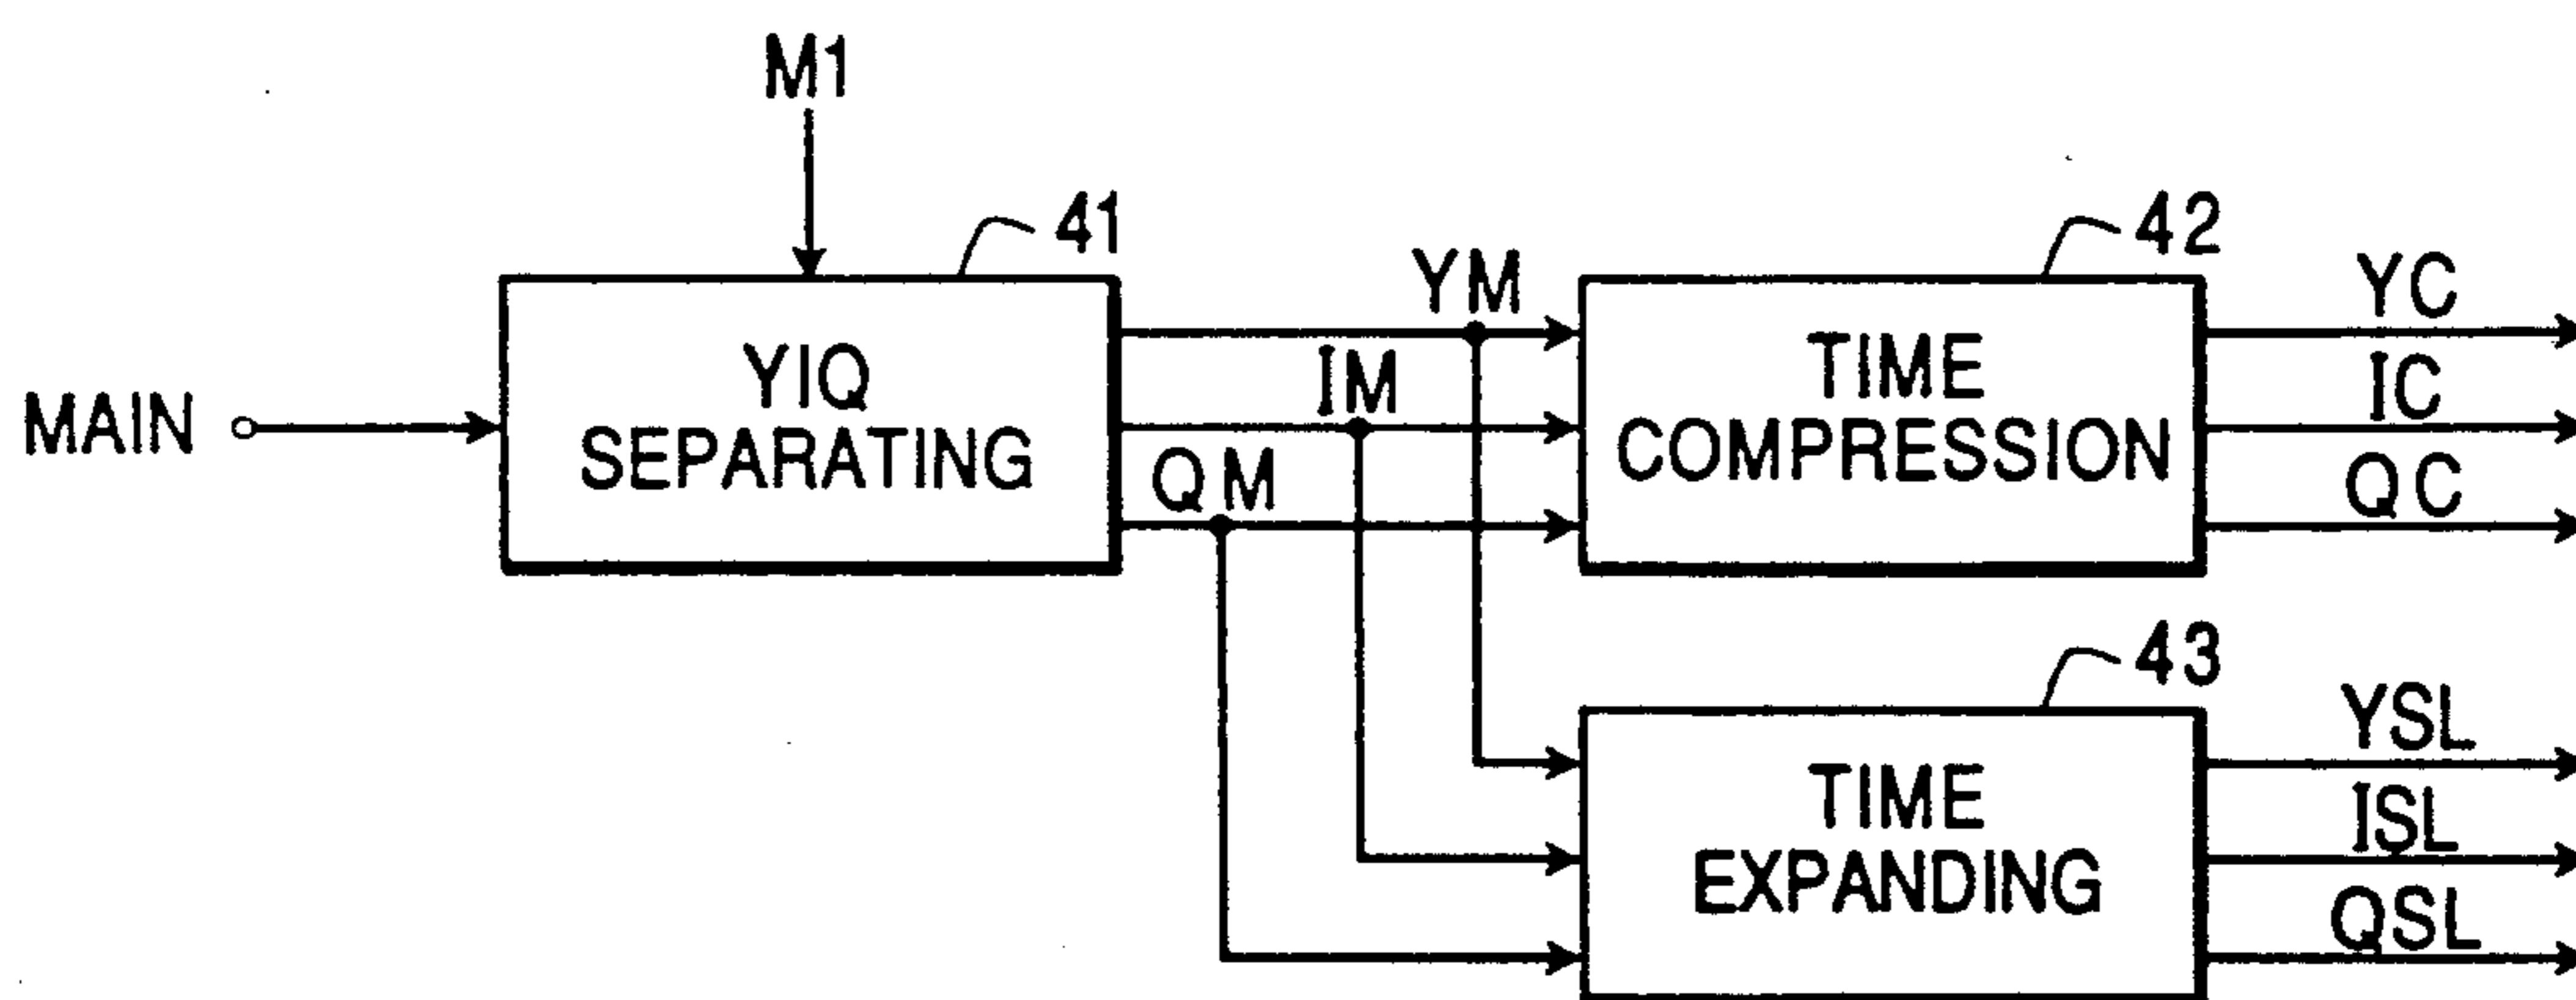 M1
41
42
YM
YC
MAIN
YIQ
SEPARATING
IM
QM
TIME
COMPRESSION
IC
QC
43
TIME
EXPANDING
YSL
ISL
QSL